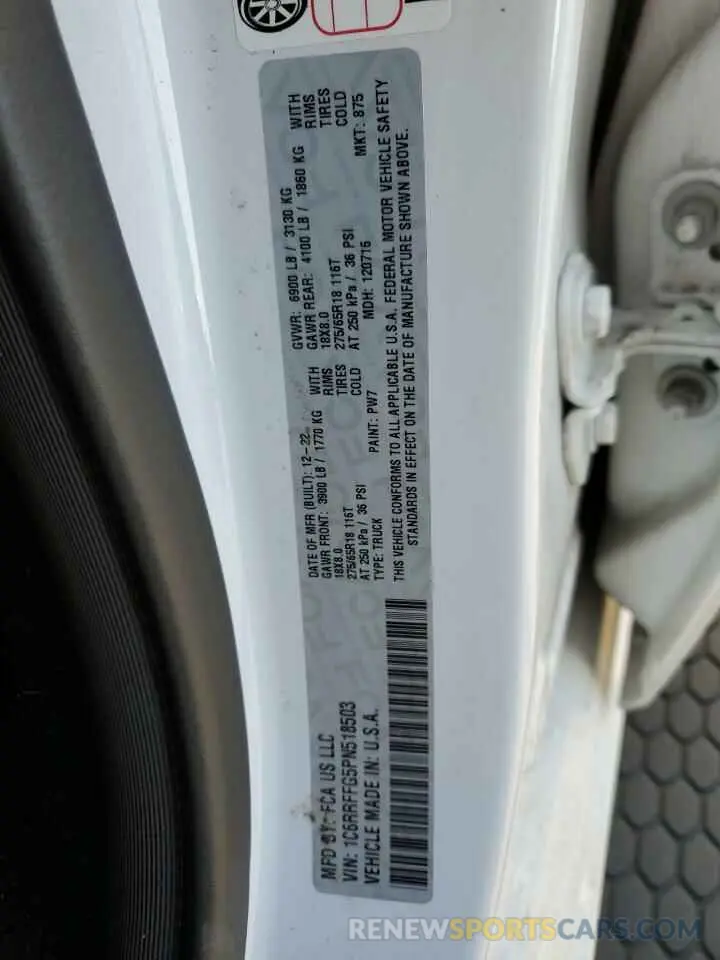 MFD BY: FCA US LLC
VIN: 1C6RRFFG5PN518503
VEHICLE MADE IN: U.S.A.
DATE OF MFR (BUILT): 12-22
GAWR FRONT: 3900 LB / 1770 KG WITH
18X8.0 RIMS
275/65R18 116T TIRES
AT 250 kPa / 36 PSI COLD
TYPE: TRUCK PAINT: PW7
GVWR: 6900 LB / 3130 KG
GAWR REAR: 4100 LB / 1860 KG WITH
18X8.0 RIMS
275/65R18 116T TIRES
AT 250 kPa / 36 PSI COLD
MDH: 120716 MKT: 875
THIS VEHICLE CONFORMS TO ALL APPLICABLE U.S.A. FEDERAL MOTOR VEHICLE SAFETY
STANDARDS IN EFFECT ON THE DATE OF MANUFACTURE SHOWN ABOVE.
RENEWSPORTSCARS.COM